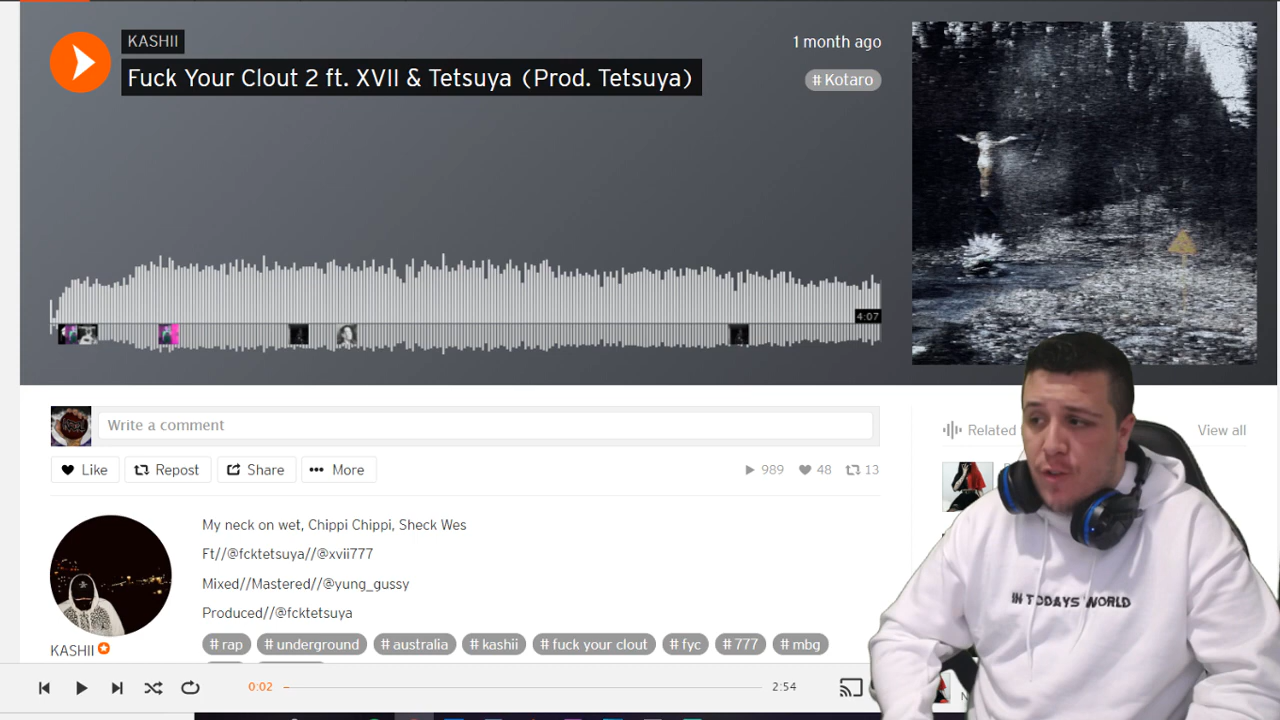 KASHII
1 month ago
Fuck Your Clout 2 ft. XVII & Tetsuya (Prod. Tetsuya)
# Kotaro
4:07
Write a comment
Like
Repost
Share
More
989
48
13
Related
View all
My neck on wet, Chippi Chippi, Sheck Wes
Ft//@fcktetsuya//@xvii777
Mixed//Mastered//@yung_gussy
Produced//@fcktetsuya
KASHII
# rap
# underground
# australia
# kashii
# fuck your clout
# fyc
# 777
# mbg
0:02
2:54
IN TODAYS WORLD